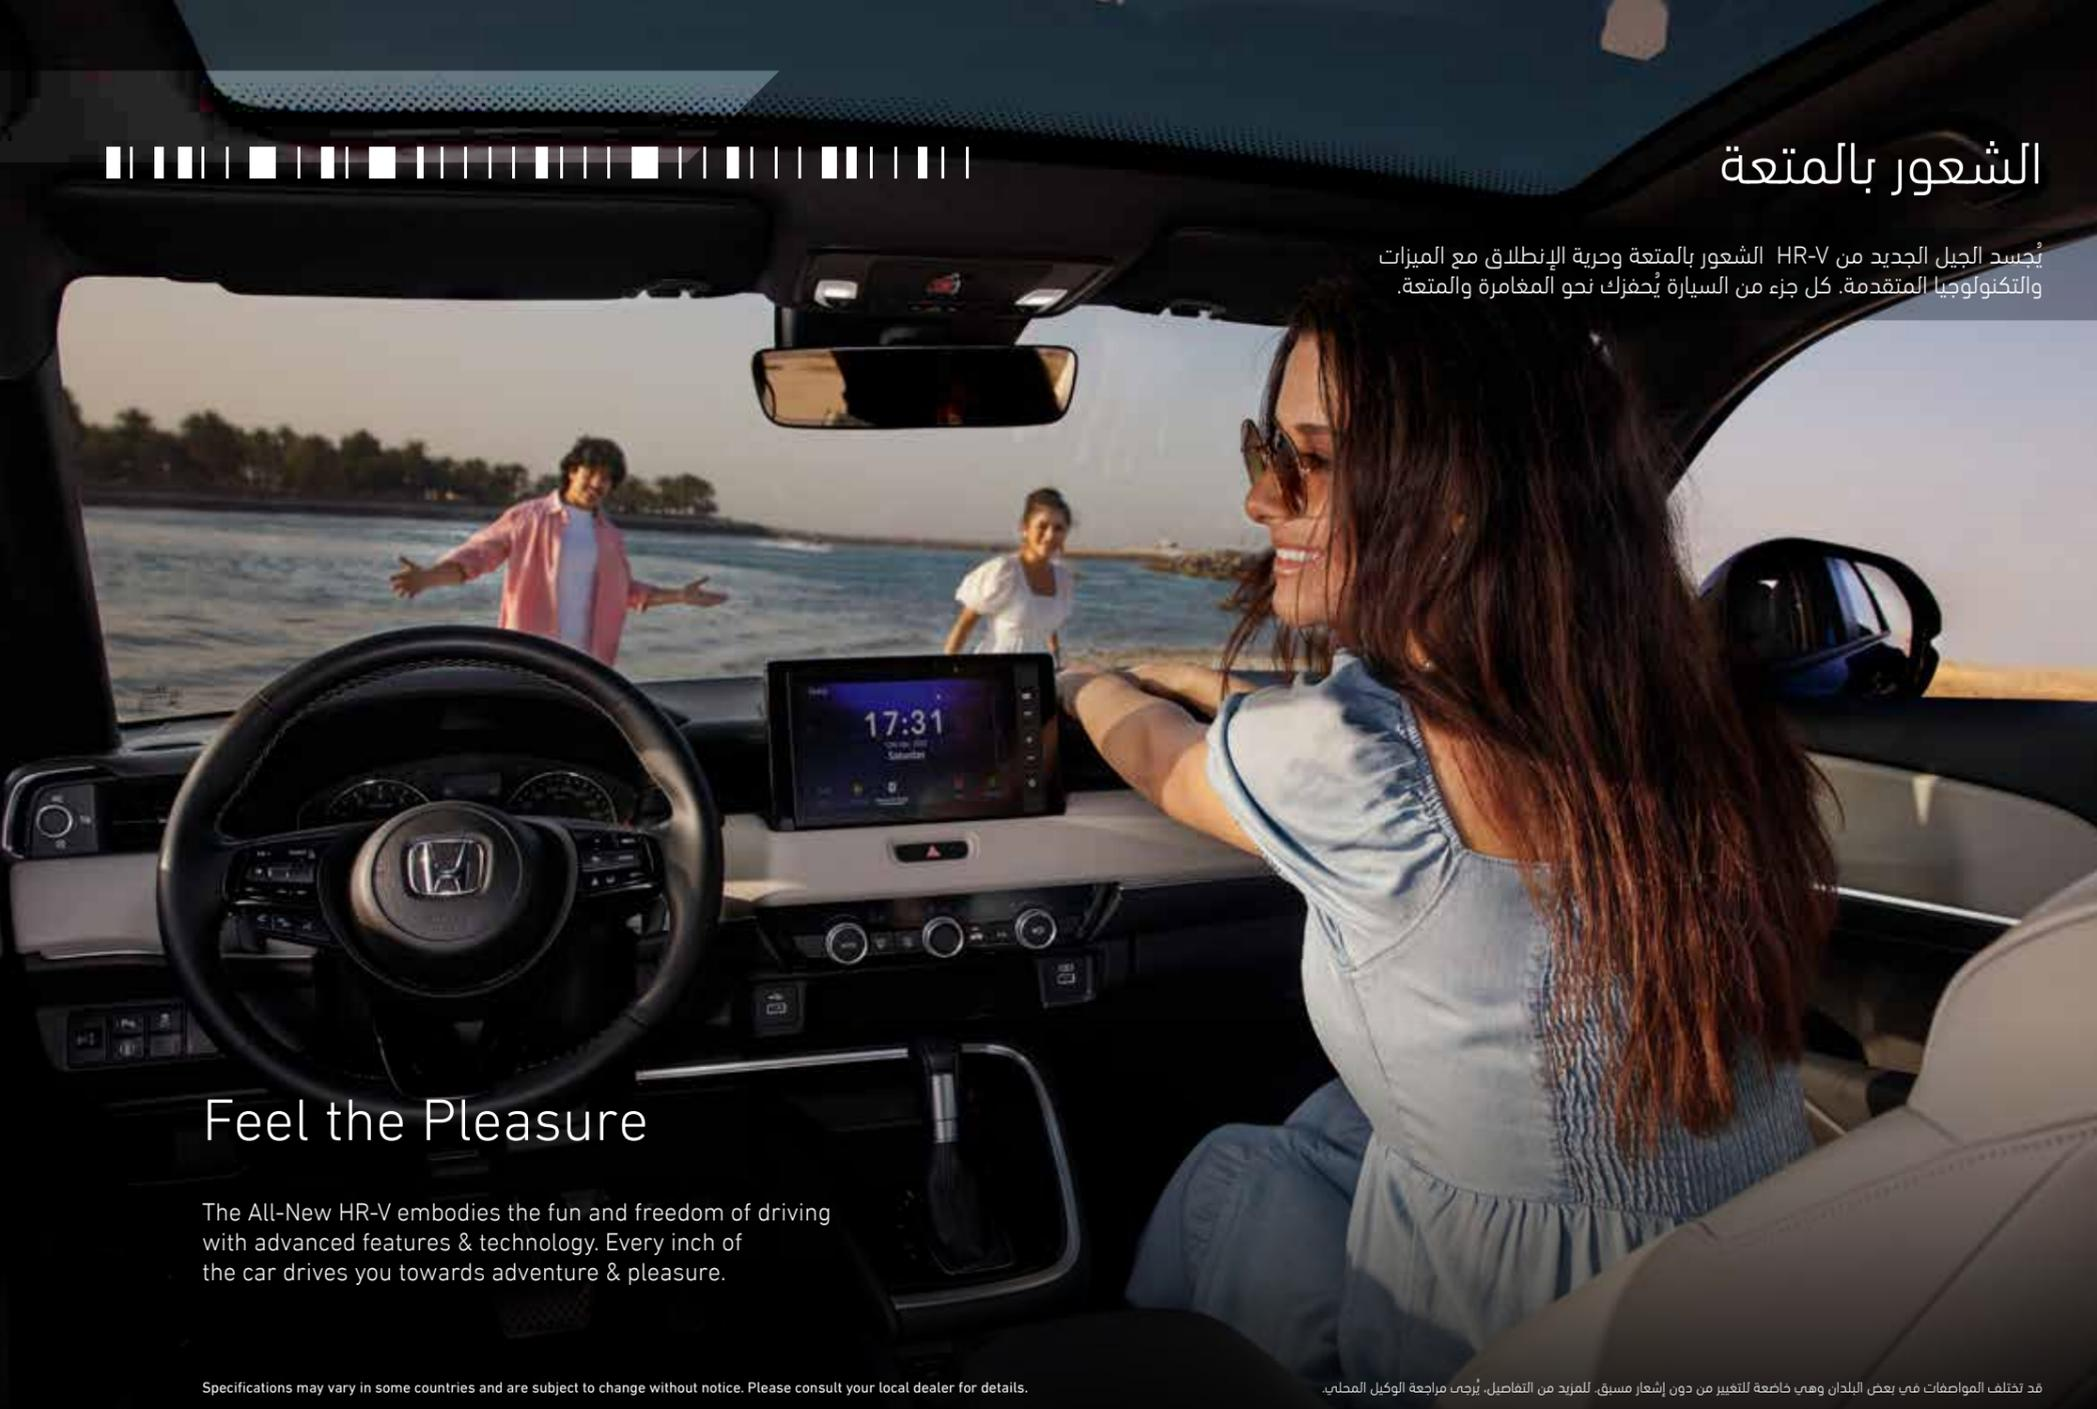 الشعور بالمتعة
يُجسد الجيل الجديد من HR-V الشعور بالمتعة وحرية الإنطلاق مع الميزات
والتكنولوجيا المتقدمة. كل جزء من السيارة يُحفزك نحو المغامرة والمتعة.
17:31
Saturday
Feel the Pleasure
The All-New HR-V embodies the fun and freedom of driving
with advanced features & technology. Every inch of
the car drives you towards adventure & pleasure.
Specifications may vary in some countries and are subject to change without notice. Please consult your local dealer for details.
قد تختلف المواصفات في بعض البلدان وهي خاضعة للتغيير من دون إشعار مسبق. للمزيد من التفاصيل، يُرجى مراجعة الوكيل المحلي.